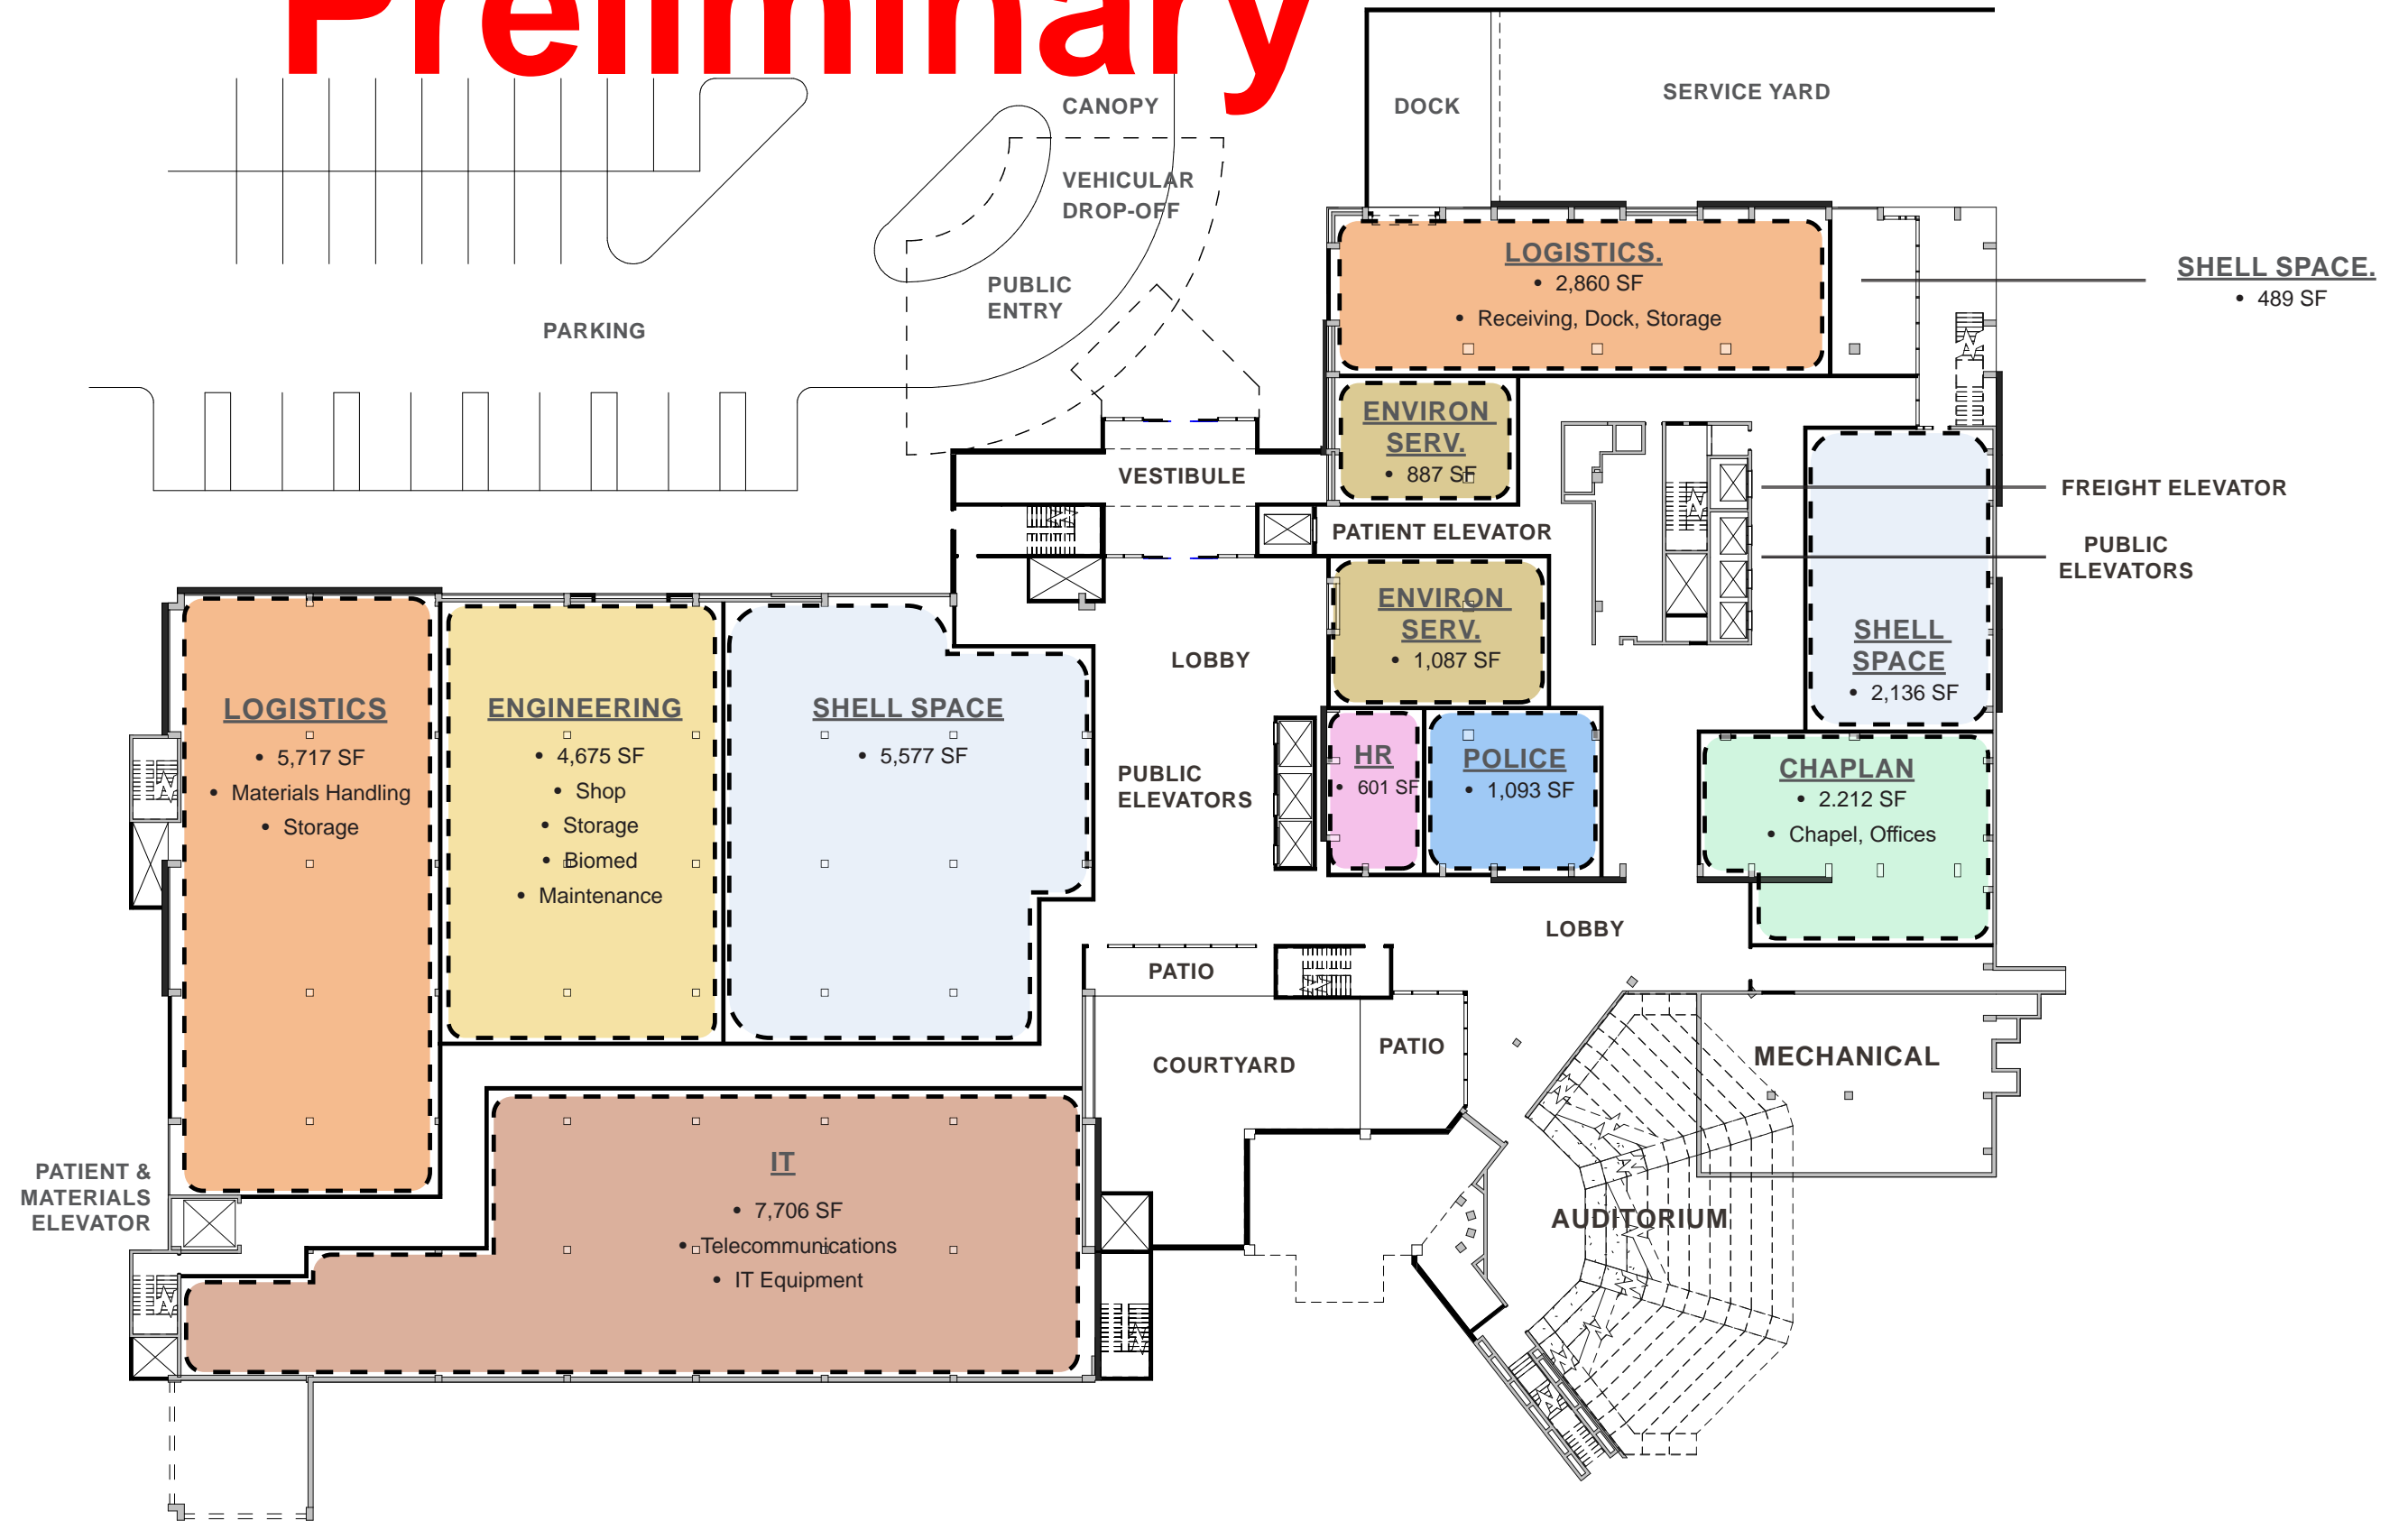 Preliminary
CANOPY
DOCK
SERVICE YARD
VEHICULAR
DROP-OFF
PUBLIC
ENTRY
PARKING
LOGISTICS.
• 2,860 SF
• Receiving, Dock, Storage
SHELL SPACE.
• 489 SF
ENVIRON
SERV.
• 887 SF
VESTIBULE
FREIGHT ELEVATOR
PATIENT ELEVATOR
PUBLIC
ELEVATORS
ENVIRON
SERV.
• 1,087 SF
LOBBY
SHELL
SPACE
• 2,136 SF
LOGISTICS
• 5,717 SF
• Materials Handling
• Storage
ENGINEERING
• 4,675 SF
• Shop
• Storage
• Biomed
• Maintenance
SHELL SPACE
• 5,577 SF
PUBLIC
ELEVATORS
HR
• 601 SF
POLICE
• 1,093 SF
CHAPLAN
• 2.212 SF
• Chapel, Offices
LOBBY
PATIO
COURTYARD
PATIO
MECHANICAL
AUDITORIUM
PATIENT &
MATERIALS
ELEVATOR
IT
• 7,706 SF
• Telecommunications
• IT Equipment